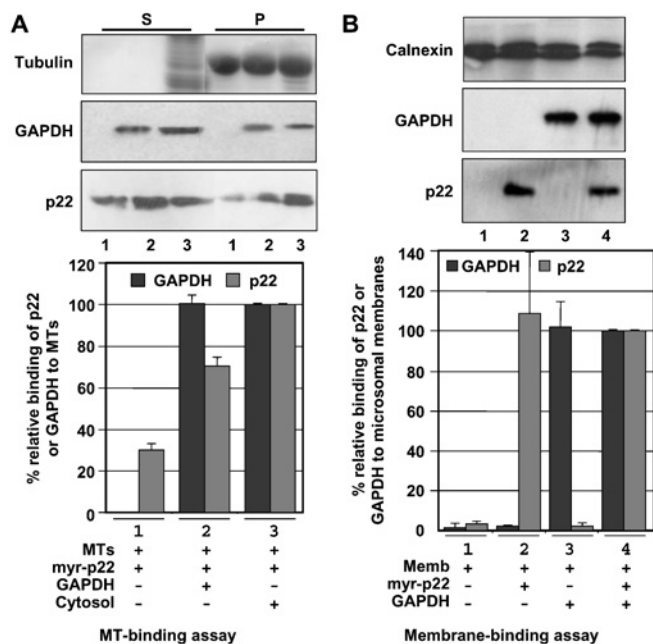 A
S P
Tubulin
GAPDH
p22
1 2 3 1 2 3
GAPDH p22
% relative binding of p22
or GAPDH to MTs
120
100
80
60
40
20
0
1 2 3
MTs + + +
myr-p22 + + +
GAPDH - + -
Cytosol - - +
MT-binding assay
B
Calnexin
GAPDH
p22
1 2 3 4
GAPDH p22
% relative binding of p22 or
GAPDH to microsomal membranes
140
120
100
80
60
40
20
0
1 2 3 4
Memb + + + +
myr-p22 - + - +
GAPDH - - + +
Membrane-binding assay